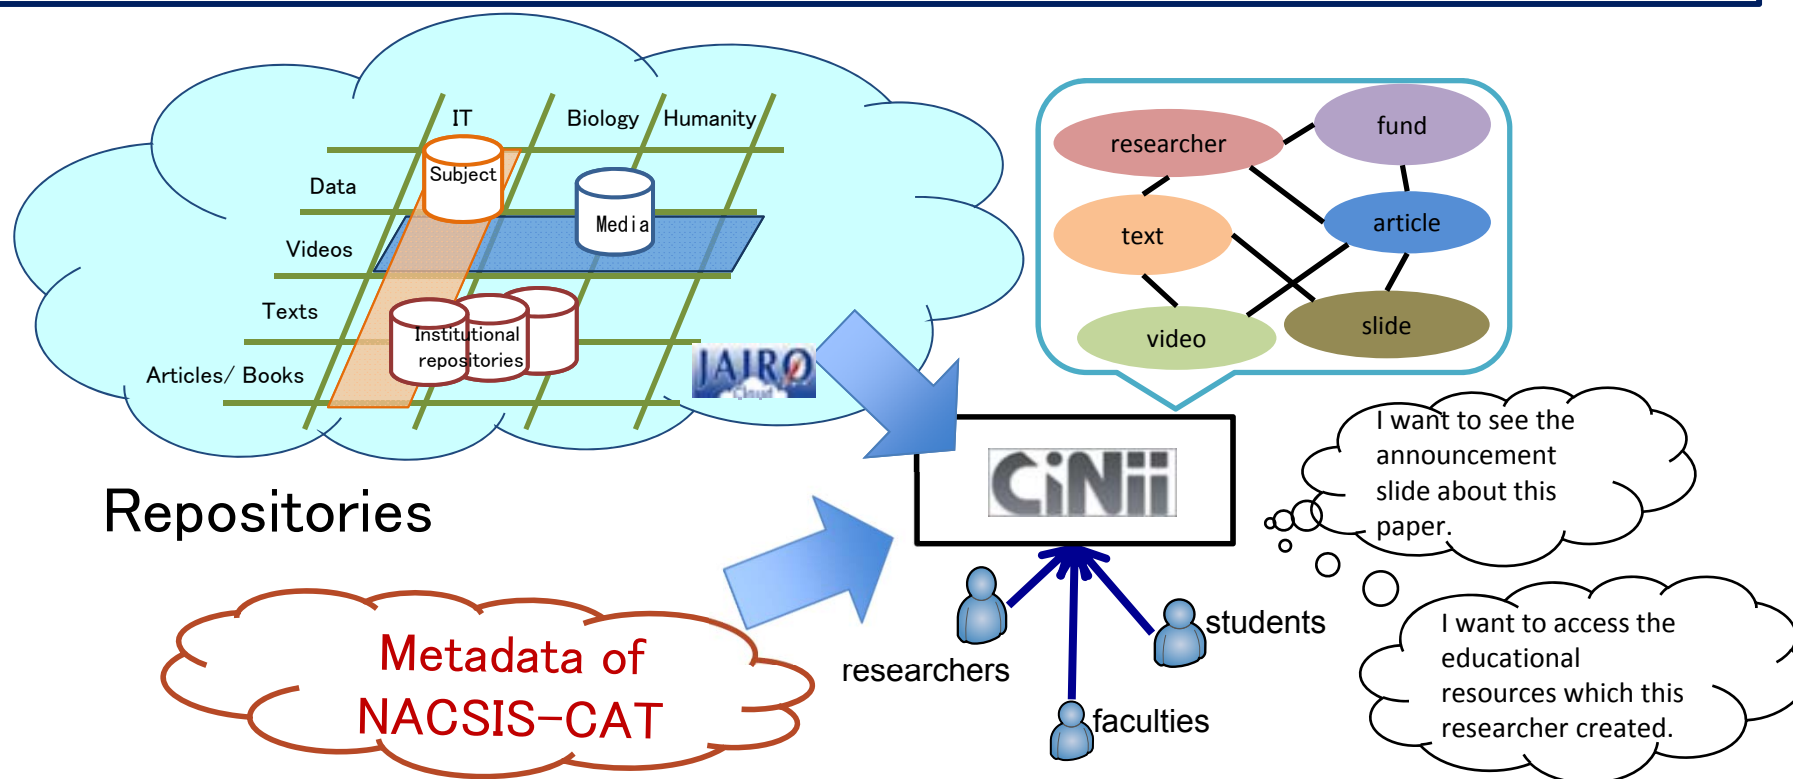 IT
Biology
Humanity
Data
Videos
Texts
Articles/ Books
Subject
Media
Institutional
repositories
JAIRO
Cloud
Repositories
Metadata of
NACSIS-CAT
researcher
fund
text
article
video
slide
CiNii
researchers
faculties
students
I want to see the
announcement
slide about this
paper.
I want to access the
educational
resources which this
researcher created.